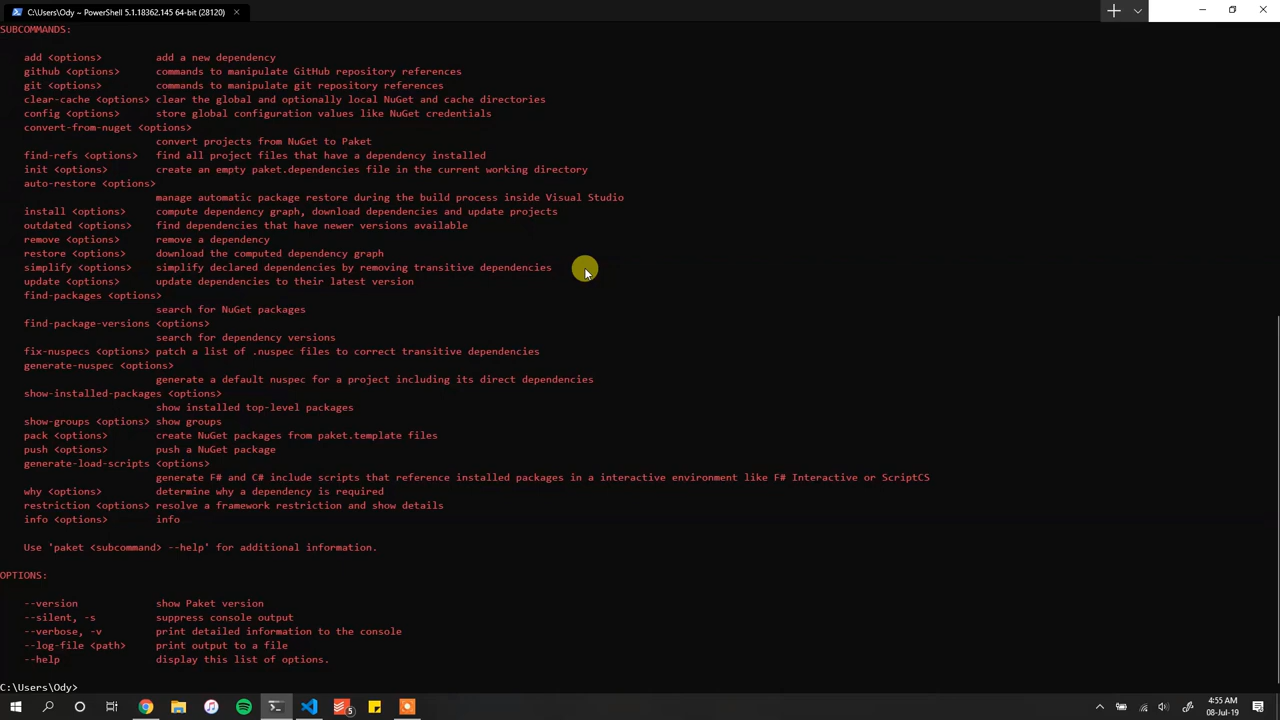 C:\Users\Ody ~ PowerShell 5.1.18362.145 64-bit (28120)
SUBCOMMANDS:
add <options> add a new dependency
github <options> commands to manipulate GitHub repository references
git <options> commands to manipulate git repository references
clear-cache <options> clear the global and optionally local NuGet and cache directories
config <options> store global configuration values like NuGet credentials
convert-from-nuget <options>
convert projects from NuGet to Paket
find-refs <options> find all project files that have a dependency installed
init <options> create an empty paket.dependencies file in the current working directory
auto-restore <options>
manage automatic package restore during the build process inside Visual Studio
install <options> compute dependency graph, download dependencies and update projects
outdated <options> find dependencies that have newer versions available
remove <options> remove a dependency
restore <options> download the computed dependency graph
simplify <options> simplify declared dependencies by removing transitive dependencies
update <options> update dependencies to their latest version
find-packages <options>
search for NuGet packages
find-package-versions <options>
search for dependency versions
fix-nuspecs <options> patch a list of .nuspec files to correct transitive dependencies
generate-nuspec <options>
generate a default nuspec for a project including its direct dependencies
show-installed-packages <options>
show installed top-level packages
show-groups <options> show groups
pack <options> create NuGet packages from paket.template files
push <options> push a NuGet package
generate-load-scripts <options>
generate F# and C# include scripts that reference installed packages in a interactive environment like F# Interactive or ScriptCS
why <options> determine why a dependency is required
restriction <options> resolve a framework restriction and show details
info <options> info
Use 'paket <subcommand> --help' for additional information.
OPTIONS:
--version show Paket version
--silent, -s suppress console output
--verbose, -v print detailed information to the console
--log-file <path> print output to a file
--help display this list of options.
C:\Users\Ody>
5
4:55 AM
08-Jul-19